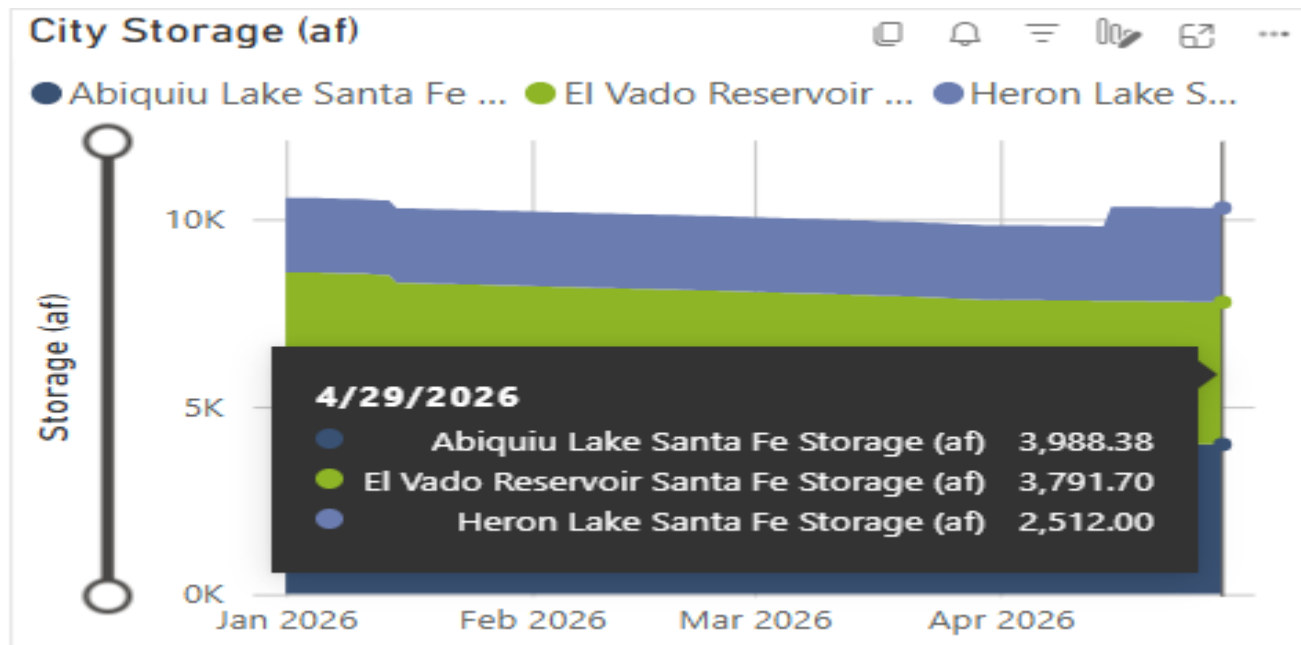 City Storage (af)
Abiquiu Lake Santa Fe ... El Vado Reservoir ... Heron Lake S...
10K
5K
0K
Storage (af)
4/29/2026
Abiquiu Lake Santa Fe Storage (af) 3,988.38
El Vado Reservoir Santa Fe Storage (af) 3,791.70
Heron Lake Santa Fe Storage (af) 2,512.00
Jan 2026 Feb 2026 Mar 2026 Apr 2026